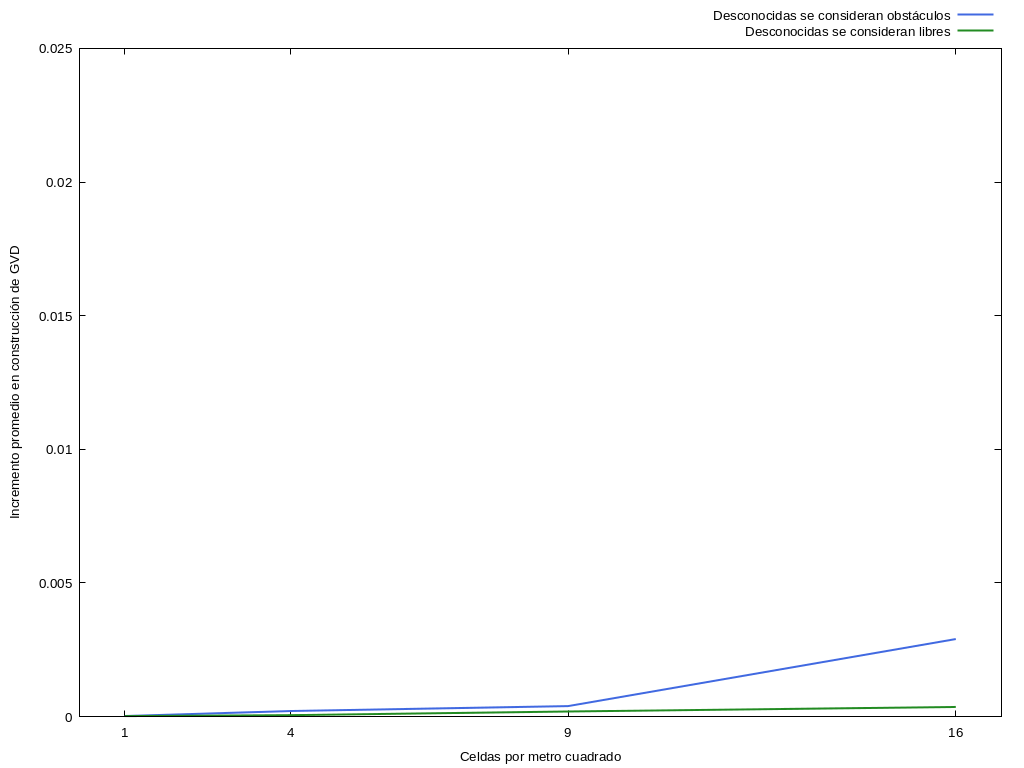 Desconocidas se consideran obstáculos
Desconocidas se consideran libres
0.025
0.02
0.015
0.01
0.005
0
Incremento promedio en construcción de GVD
1 4 9 16
Celdas por metro cuadrado